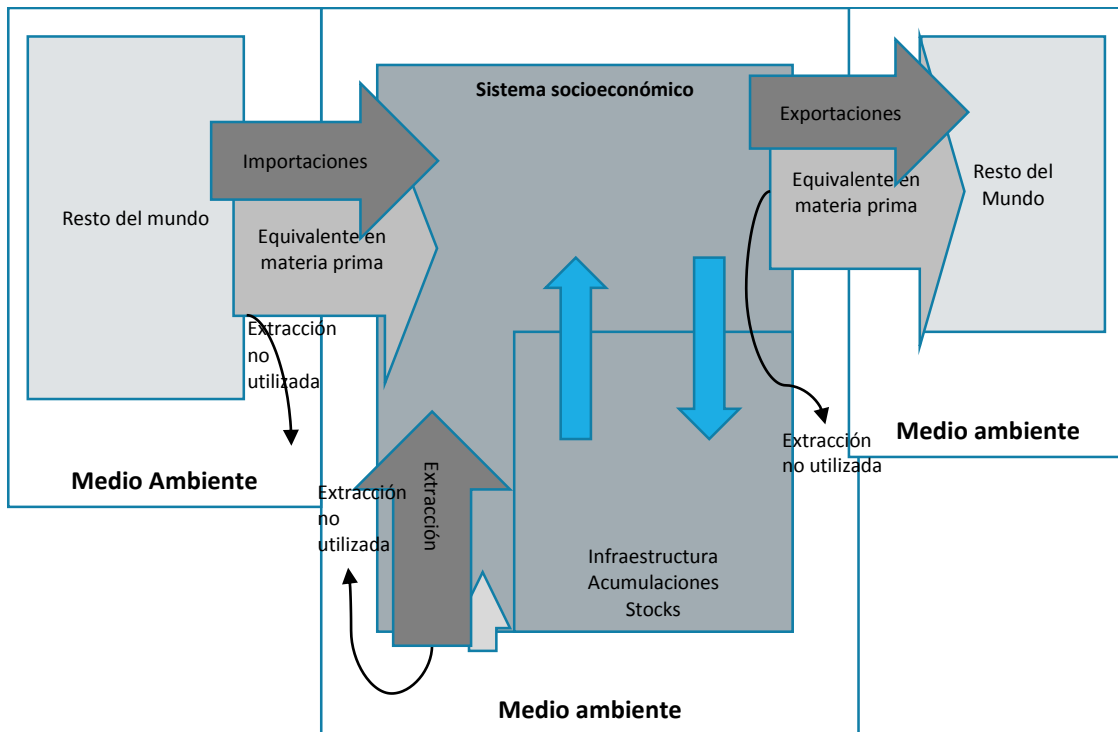 Sistema socioeconómico
Importaciones
Exportaciones
Resto del mundo
Equivalente en
materia prima
Equivalente en
materia prima
Resto del
Mundo
Extracción
no
utilizada
Medio Ambiente
Extracción
no
utilizada
Extracción
Extracción
no utilizada
Medio ambiente
Infraestructura
Acumulaciones
Stocks
Medio ambiente